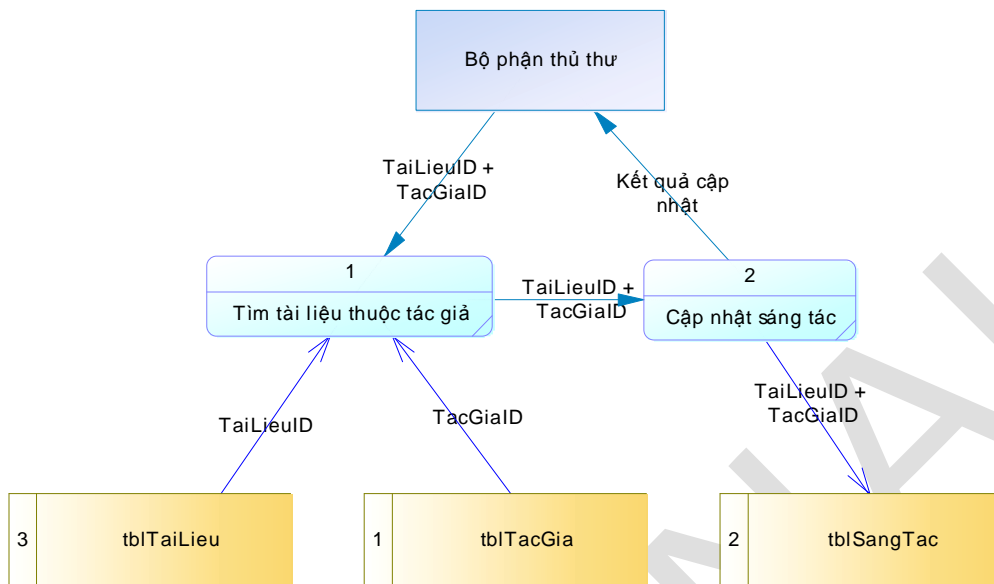 Bộ phận thủ thư
TaiLieuID +
TacGiaID
Kết quả cập
nhật
1
Tìm tài liệu thuộc tác giả
TaiLieuID +
TacGiaID
2
Cập nhật sáng tác
TaiLieuID
TacGiaID
TaiLieuID +
TacGiaID
3
tblTaiLieu
1
tblTacGia
2
tblSangTac